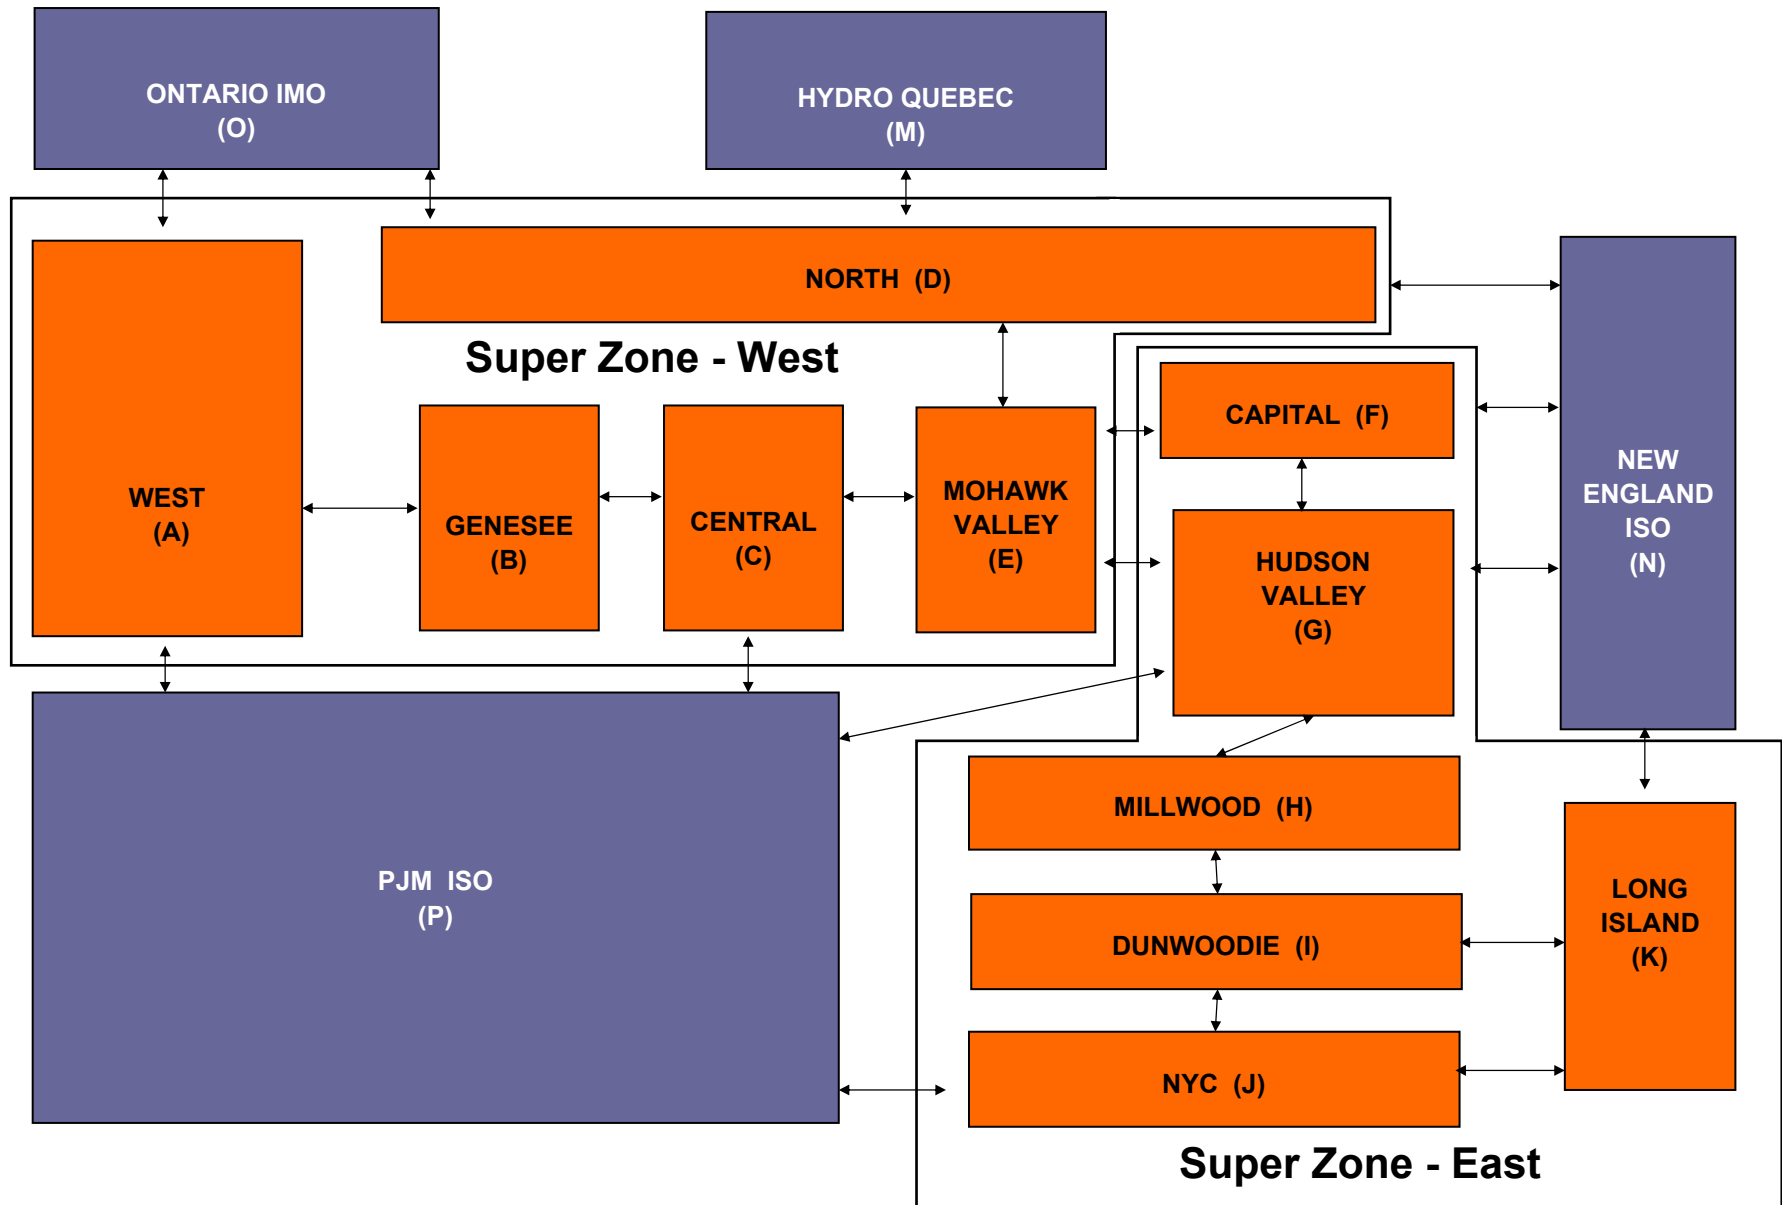 ONTARIO IMO
(O)
HYDRO QUEBEC
(M)
NORTH (D)
Super Zone - West
WEST
(A)
GENESEE
(B)
CENTRAL
(C)
MOHAWK
VALLEY
(E)
CAPITAL (F)
HUDSON
VALLEY
(G)
NEW
ENGLAND
ISO
(N)
PJM ISO
(P)
MILLWOOD (H)
DUNWOODIE (I)
NYC (J)
LONG
ISLAND
(K)
Super Zone - East